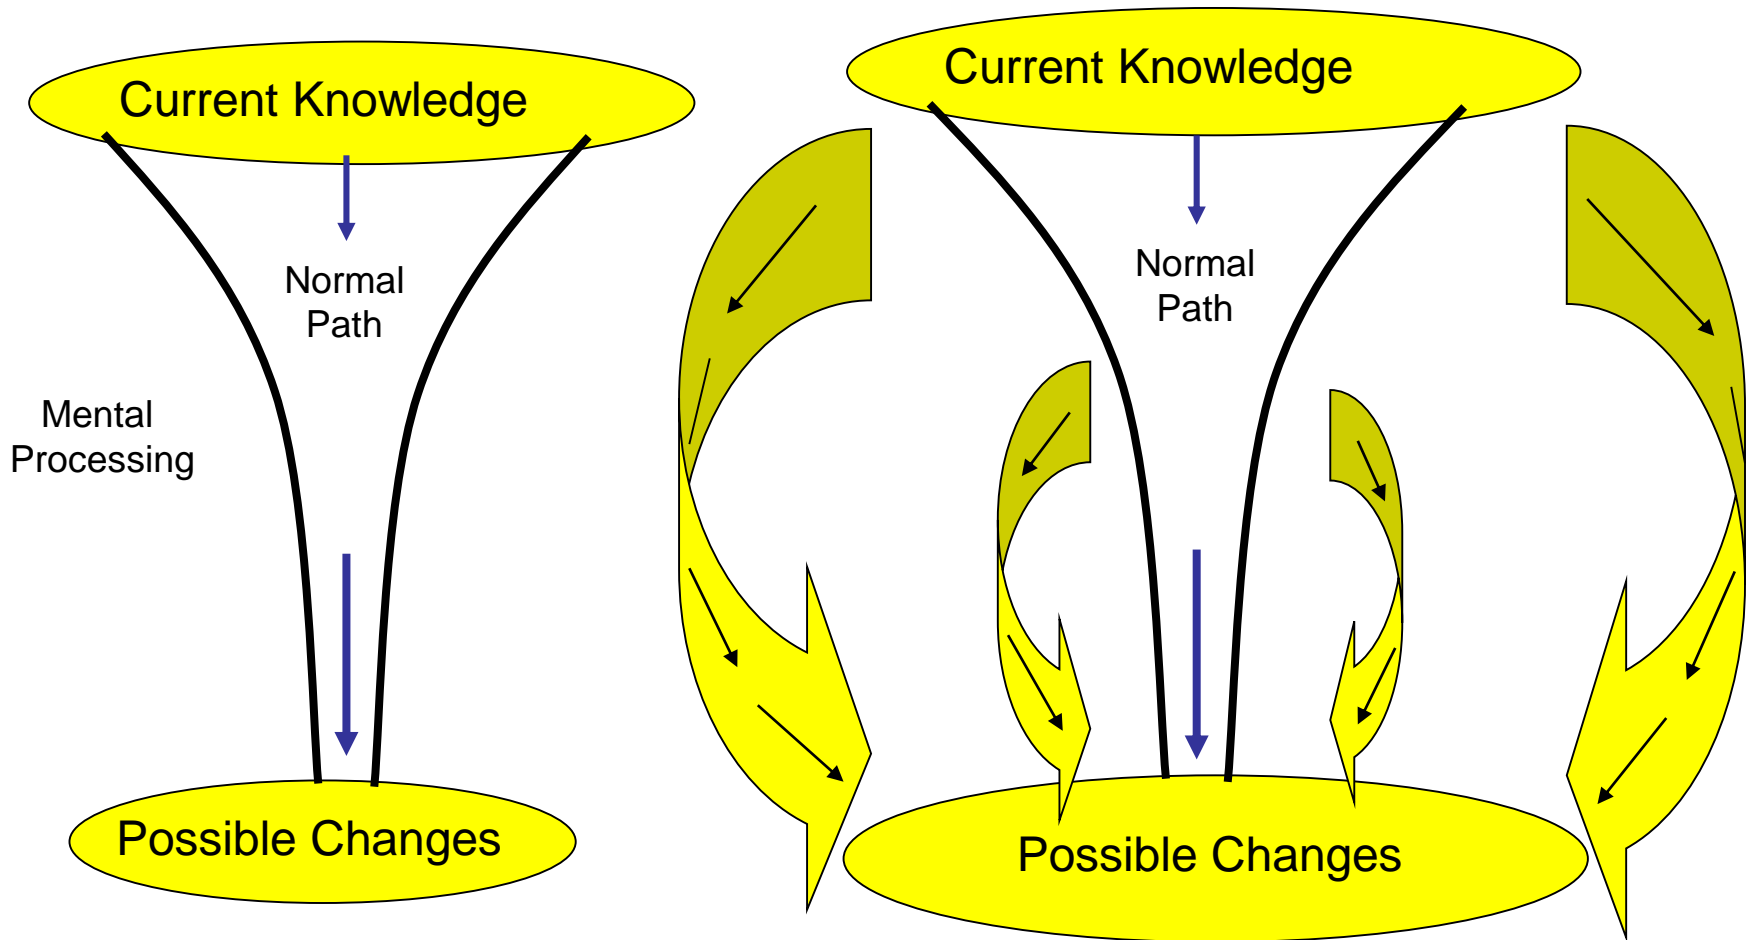 Current Knowledge
Normal
Path
Mental
Processing
Possible Changes
Current Knowledge
Normal
Path
Possible Changes